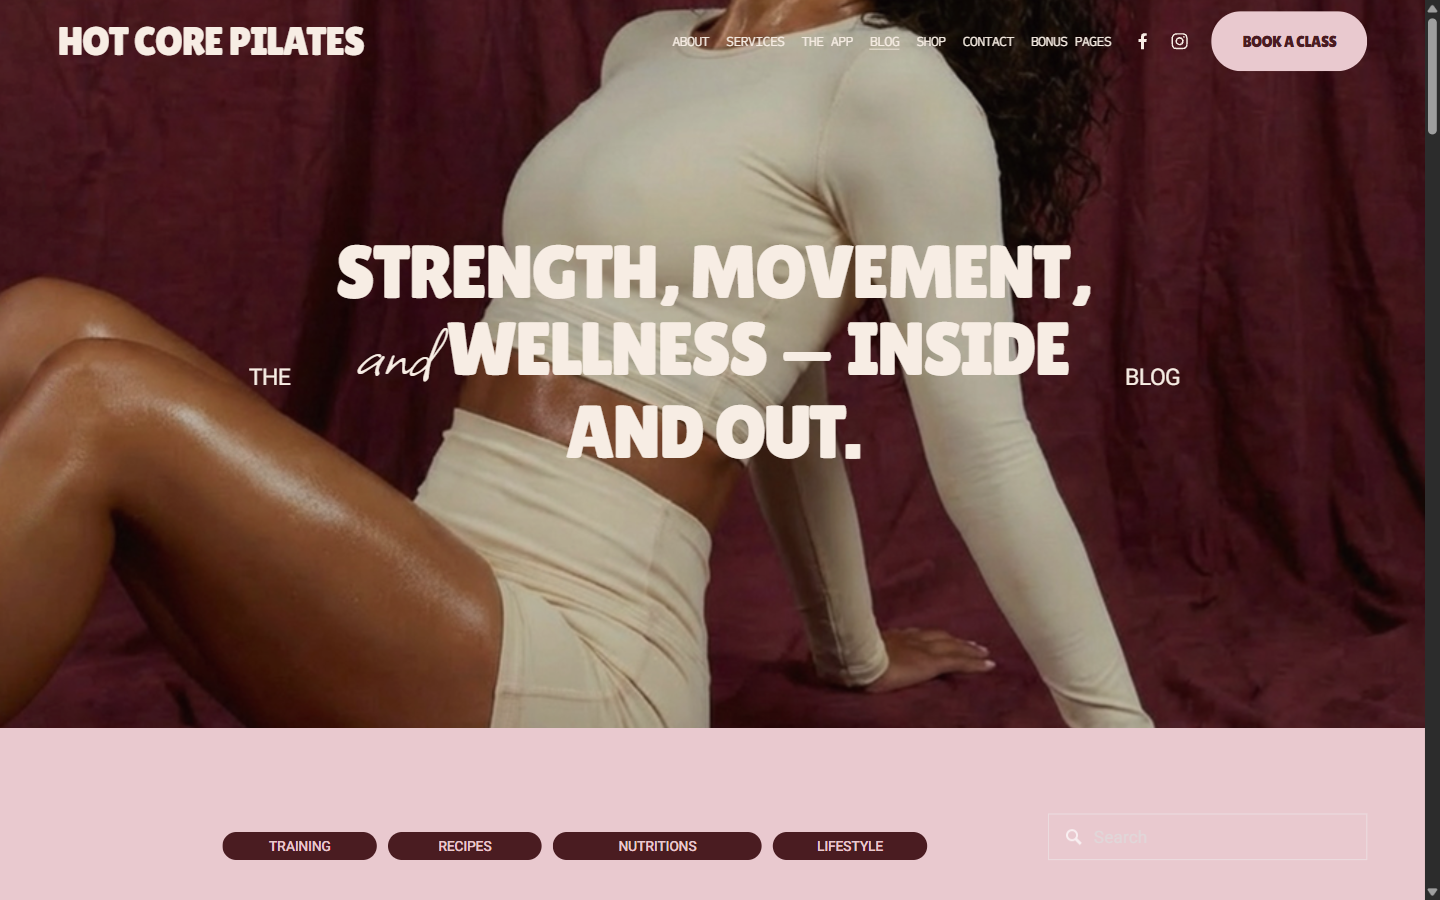 HOT CORE PILATES
ABOUT SERVICES THE APP BLOG SHOP CONTACT BONUS PAGES
BOOK A CLASS
STRENGTH, MOVEMENT,
and WELLNESS — INSIDE
AND OUT.
THE
BLOG
TRAINING
RECIPES
NUTRITIONS
LIFESTYLE
Search